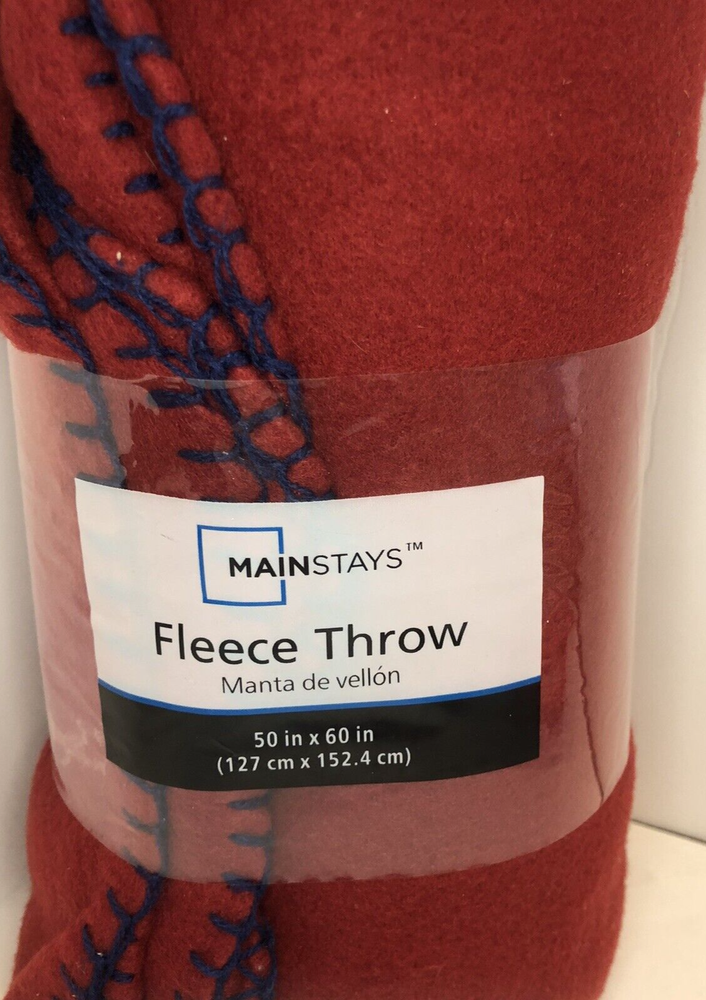 MAINSTAYS™
Fleece Throw
Manta de vellón
50 in x 60 in
(127 cm x 152.4 cm)